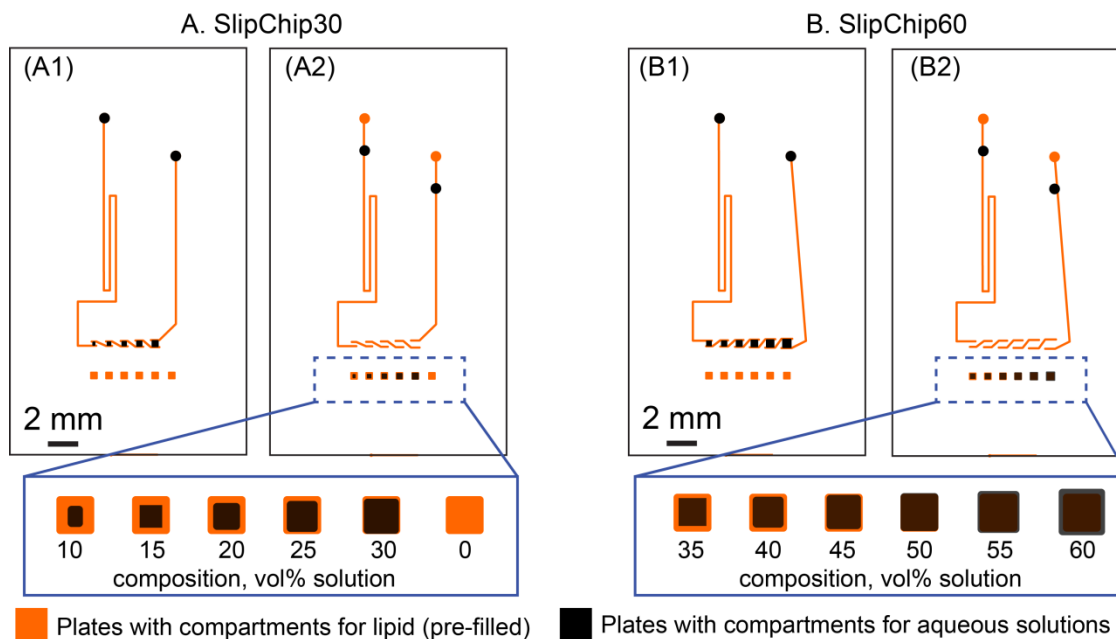 A. SlipChip30
B. SlipChip60
(A1)
(A2)
(B1)
(B2)
2 mm
2 mm
10 15 20 25 30 0
composition, vol% solution
35 40 45 50 55 60
composition, vol% solution
Plates with compartments for lipid (pre-filled)
Plates with compartments for aqueous solutions